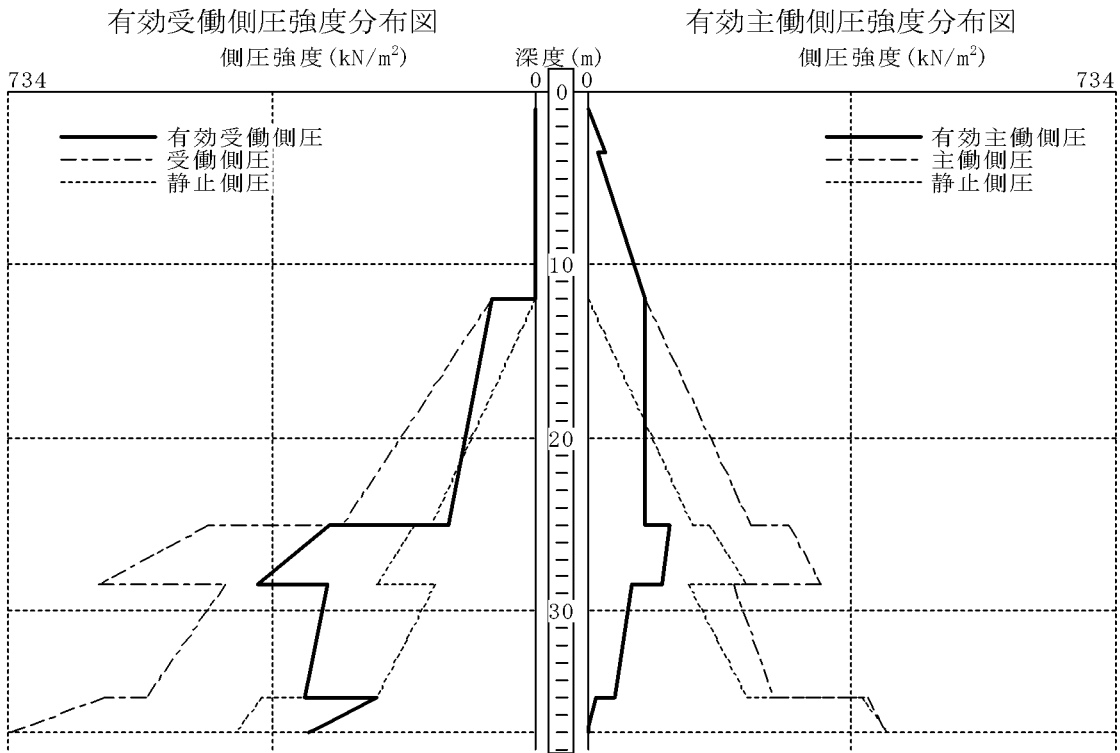 有効受働側圧強度分布図
側圧強度(kN/m²)
734
0
有効受働側圧
受働側圧
静止側圧
深度(m)
0
10
20
30
有効主働側圧強度分布図
側圧強度(kN/m²)
0
734
有効主働側圧
主働側圧
静止側圧